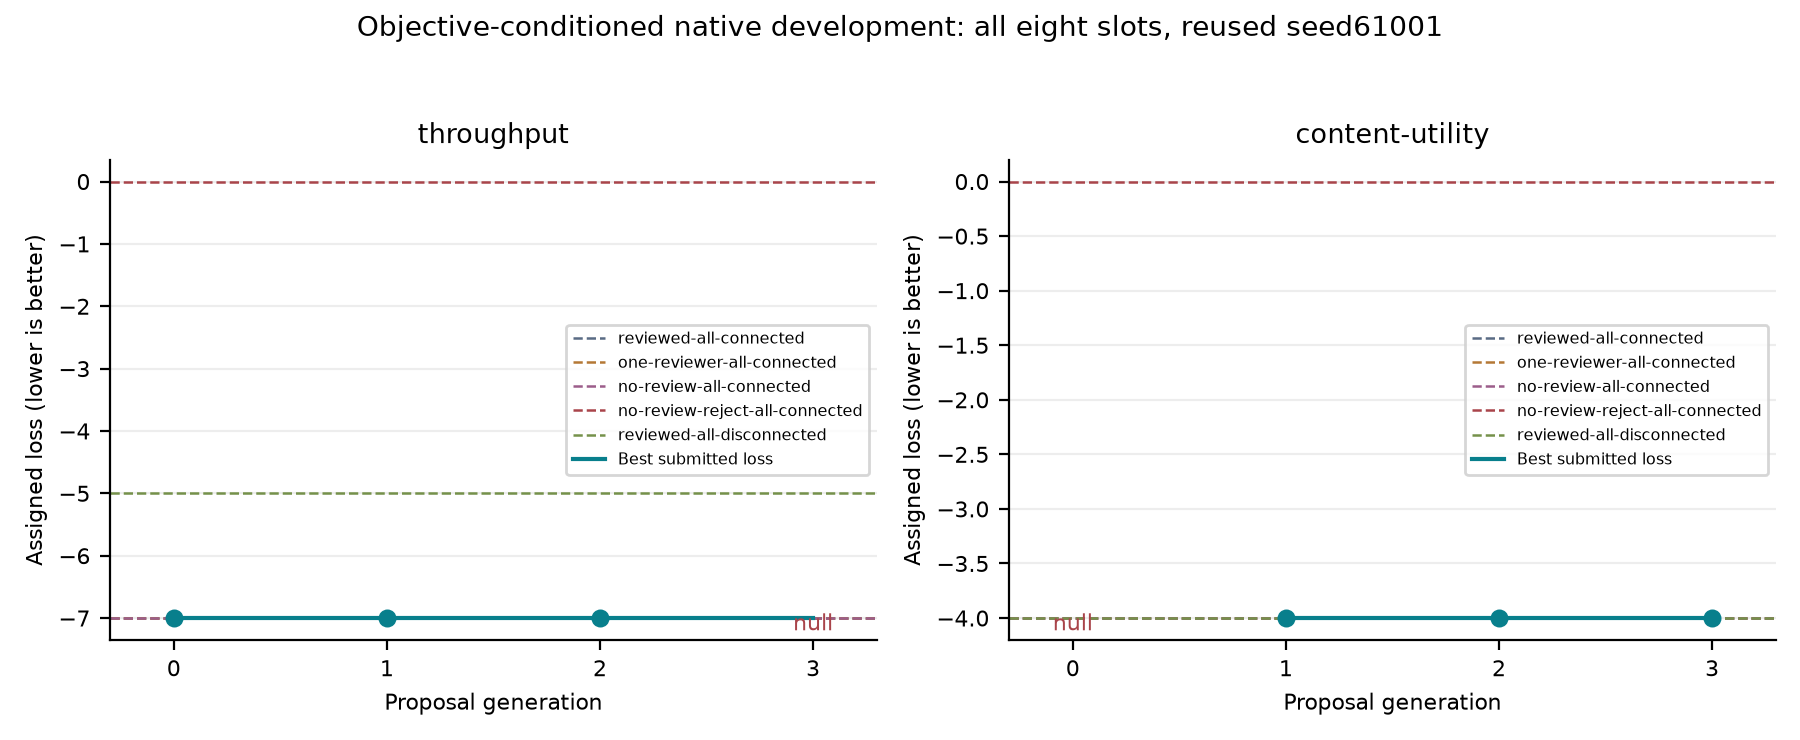 Objective-conditioned native development: all eight slots, reused seed61001
throughput
Assigned loss (lower is better)
0
−1
−2
−3
−4
−5
−6
−7
reviewed-all-connected
one-reviewer-all-connected
no-review-all-connected
no-review-reject-all-connected
reviewed-all-disconnected
Best submitted loss
null
0
1
2
3
Proposal generation
content-utility
Assigned loss (lower is better)
0.0
−0.5
−1.0
−1.5
−2.0
−2.5
−3.0
−3.5
−4.0
reviewed-all-connected
one-reviewer-all-connected
no-review-all-connected
no-review-reject-all-connected
reviewed-all-disconnected
Best submitted loss
null
0
1
2
3
Proposal generation